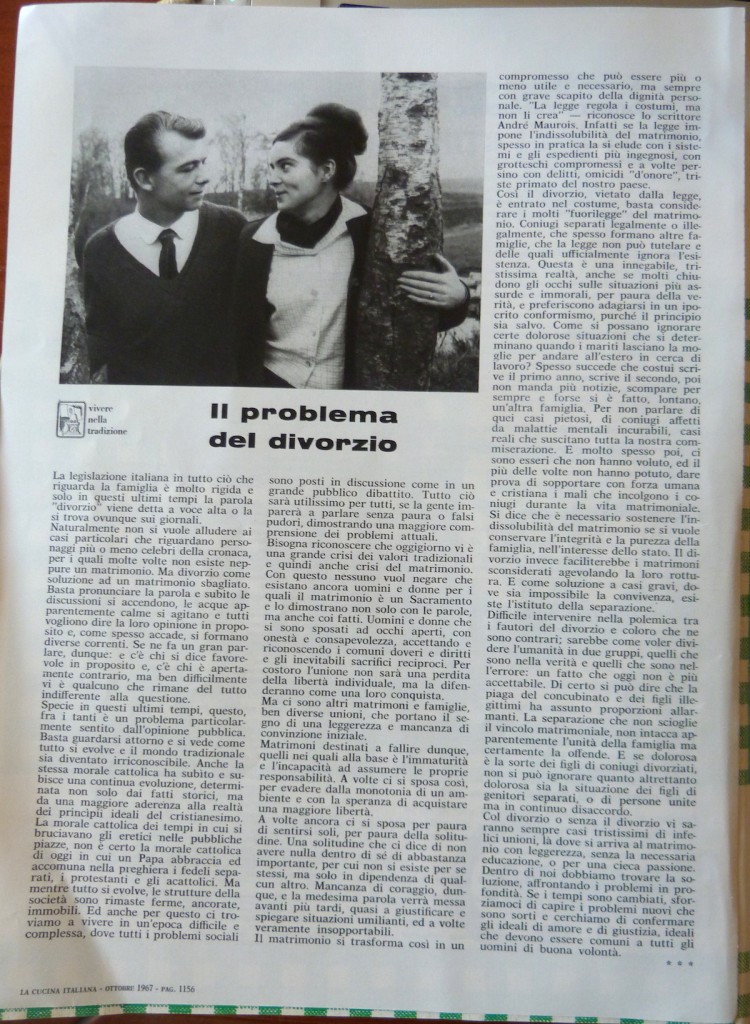 vivere
nella
tradizione
Il problema
del divorzio
La legislazione italiana in tutto ciò che
riguarda la famiglia è molto rigida e
solo in questi ultimi tempi la parola
"divorzio" viene detta a voce alta o la
si trova ovunque sui giornali.
Naturalmente non si vuole alludere ai
casi particolari che riguardano perso-
naggi più o meno celebri della cronaca,
per i quali molte volte non esiste nep-
pure un matrimonio. Ma divorzio come
soluzione ad un matrimonio sbagliato.
Basta pronunciare la parola e subito le
discussioni si accendono, le acque ap-
parentemente calme si agitano e tutti
vogliono dire la loro opinione in propo-
sito e, come spesso accade, si formano
diverse correnti. Se ne fa un gran par-
lare, dunque: e c'è chi si dice favore-
vole in proposito e, c'è chi è aperta-
mente contrario, ma ben difficilmente
vi è qualcuno che rimane del tutto
indifferente alla questione.
Specie in questi ultimi tempi, questo,
fra i tanti è un problema particolar-
mente sentito dall'opinione pubblica.
Basta guardarsi attorno e si vede come
tutto si evolve e il mondo tradizionale
sia diventato irriconoscibile. Anche la
stessa morale cattolica ha subito e su-
bisce una continua evoluzione, determi-
nata non solo dai fatti storici, ma
da una maggiore aderenza alla realtà
dei principi ideali del cristianesimo.
La morale cattolica dei tempi in cui si
bruciavano gli eretici nelle pubbliche
piazze, non è certo la morale cattolica
di oggi in cui un Papa abbraccia ed
accomuna nella preghiera i fedeli sepa-
rati, i protestanti e gli acattolici. Ma
mentre tutto si evolve, le strutture della
società sono rimaste ferme, ancorate,
immobili. Ed anche per questo ci tro-
viamo a vivere in un'epoca difficile e
complessa, dove tutti i problemi sociali
sono posti in discussione come in un
grande pubblico dibattito. Tutto ciò
sarà utilissimo per tutti, se la gente im-
parerà a parlare senza paura o falsi
pudori, dimostrando una maggiore com-
prensione dei problemi attuali.
Bisogna riconoscere che oggigiorno vi è
una grande crisi dei valori tradizionali
e quindi anche crisi del matrimonio.
Con questo nessuno vuol negare che
esistano ancora uomini e donne per i
quali il matrimonio è un Sacramento
e lo dimostrano non solo con le parole,
ma anche coi fatti. Uomini e donne che
si sono sposati ad occhi aperti, con
onestà e consapevolezza, accettando e
riconoscendo i comuni doveri e diritti
e gli inevitabili sacrifici reciproci. Per
costoro l'unione non sarà una perdita
della libertà individuale, ma la difen-
deranno come una loro conquista.
Ma ci sono altri matrimoni e famiglie,
ben diverse unioni, che portano il se-
gno di una leggerezza e mancanza di
convinzione iniziale.
Matrimoni destinati a fallire dunque,
quelli nei quali alla base è l'immaturità
e l'incapacità ad assumere le proprie
responsabilità. A volte ci si sposa così,
per evadere dalla monotonia di un am-
biente e con la speranza di acquistare
una maggiore libertà.
A volte ancora ci si sposa per paura
di sentirsi soli, per paura della solitu-
dine. Una solitudine che ci dice di non
avere nulla dentro di sé di abbastanza
importante, per cui non si esiste per se
stessi, ma solo in dipendenza di qual-
cun altro. Mancanza di coraggio, dun-
que, e la medesima parola verrà messa
avanti più tardi, quasi a giustificare e
spiegare situazioni umilianti, ed a volte
veramente insopportabili.
Il matrimonio si trasforma così in un
compromesso che può essere più o
meno utile e necessario, ma sempre
con grave scapito della dignità perso-
nale. "La legge regola i costumi, ma
non li crea" — riconosce lo scrittore
André Maurois. Infatti se la legge im-
pone l'indissolubilità del matrimonio,
spesso in pratica la si elude con i siste-
mi e gli espedienti più ingegnosi, con
grotteschi compromessi e a volte per-
sino con delitti, omicidi "d'onore", tri-
ste primato del nostro paese.
Così il divorzio, vietato dalla legge,
è entrato nel costume, basta conside-
rare i molti "fuorilegge" del matrimo-
nio. Coniugi separati legalmente o ille-
galmente, che spesso formano altre fa-
miglie, che la legge non può tutelare e
delle quali ufficialmente ignora l'esi-
stenza. Questa è una innegabile, tri-
stissima realtà, anche se molti chiu-
dono gli occhi sulle situazioni più as-
surde e immorali, per paura della ve-
rità, e preferiscono adagiarsi in un ipo-
crito conformismo, purché il principio
sia salvo. Come si possano ignorare
certe dolorose situazioni che si deter-
minano quando i mariti lasciano la mo-
glie per andare all'estero in cerca di
lavoro? Spesso succede che costui scri-
ve il primo anno, scrive il secondo, poi
non manda più notizie, scompare per
sempre e forse si è fatto, lontano,
un'altra famiglia. Per non parlare di
quei casi pietosi, di coniugi affetti
da malattie mentali incurabili, casi
reali che suscitano tutta la nostra com-
miserazione. E molto spesso poi, ci
sono esseri che non hanno voluto, ed il
più delle volte non hanno potuto, dare
prova di sopportare con forza umana
e cristiana i mali che incolgono i co-
niugi durante la vita matrimoniale.
Si dice che è necessario sostenere l'in-
dissolubilità del matrimonio se si vuole
conservare l'integrità e la purezza della
famiglia, nell'interesse dello stato. Il di-
vorzio invece faciliterebbe i matrimoni
sconsiderati agevolando la loro rottu-
ra. E come soluzione a casi gravi, do-
ve sia impossibile la convivenza, esi-
ste l'istituto della separazione.
Difficile intervenire nella polemica tra
i fautori del divorzio e coloro che ne
sono contrari; sarebbe come voler divi-
dere l'umanità in due gruppi, quelli che
sono nella verità e quelli che sono nel-
l'errore: un fatto che oggi non è più
accettabile. Di certo si può dire che la
piaga del concubinato e dei figli ille-
gittimi ha assunto proporzioni allar-
manti. La separazione che non scioglie
il vincolo matrimoniale, non intacca ap-
parentemente l'unità della famiglia ma
certamente la offende. E se dolorosa
è la sorte dei figli di coniugi divorziati,
non si può ignorare quanto altrettanto
dolorosa sia la situazione dei figli di
genitori separati, o di persone unite
ma in continuo disaccordo.
Col divorzio o senza il divorzio vi sa-
ranno sempre casi tristissimi di infe-
lici unioni, là dove si arriva al matrimo-
nio con leggerezza, senza la necessaria
educazione, o per una cieca passione.
Dentro di noi dobbiamo trovare la so-
luzione, affrontando i problemi in pro-
fondità. Se i tempi son cambiati, sfor-
ziamoci di capire i problemi nuovi che
sono sorti e cerchiamo di confermare
gli ideali di amore e di giustizia, ideali
che devono essere comuni a tutti gli
uomini di buona volontà.
* * *
LA CUCINA ITALIANA - OTTOBRE 1967 - PAG. 1156